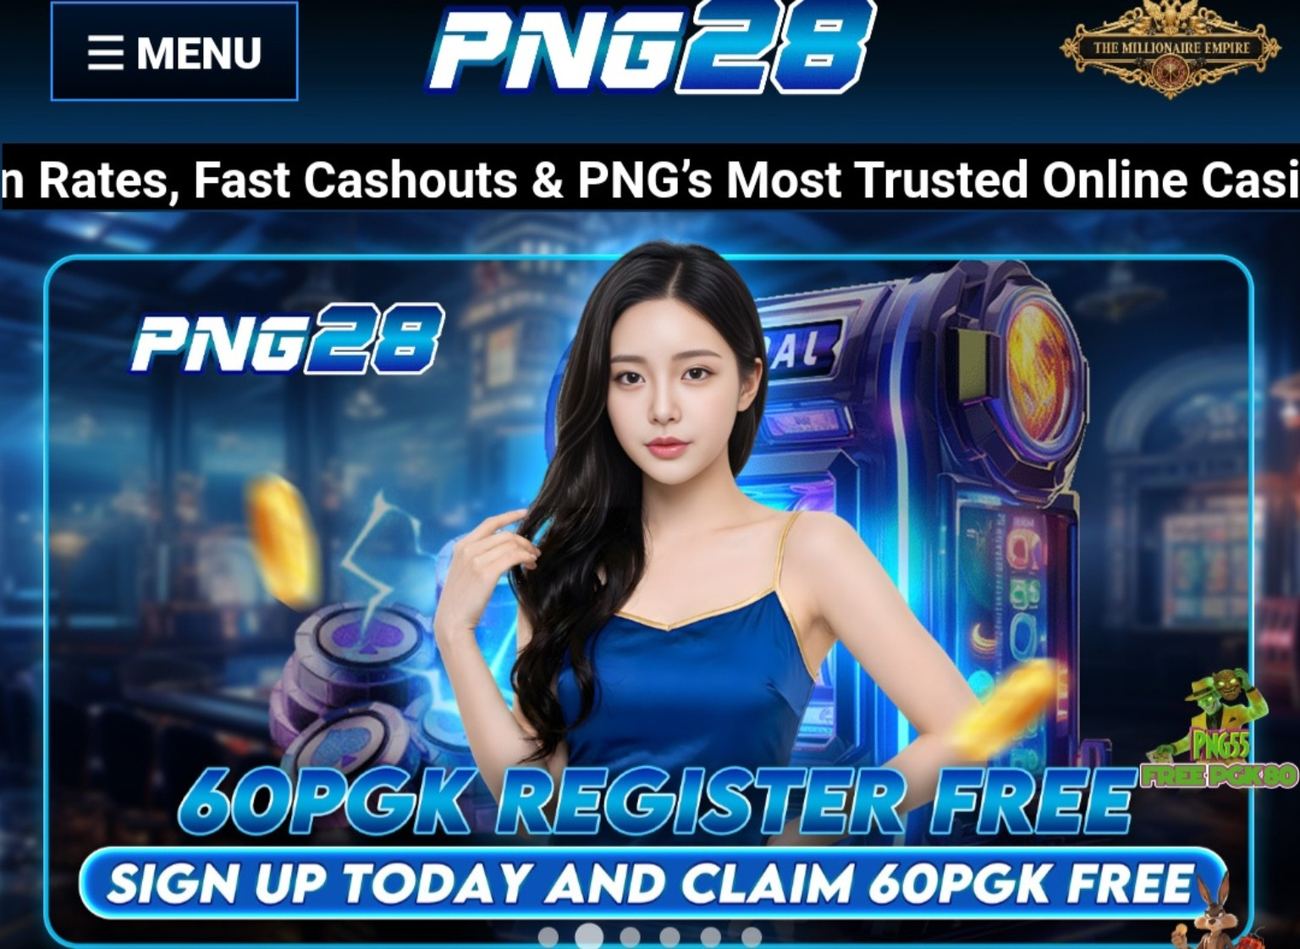 ☰ MENU
PNG28
THE MILLIONAIRE EMPIRE
n Rates, Fast Cashouts & PNG’s Most Trusted Online Casi
PNG28
AL
60PGK REGISTER FREE
PNG55
FREE PGK80
SIGN UP TODAY AND CLAIM 60PGK FREE